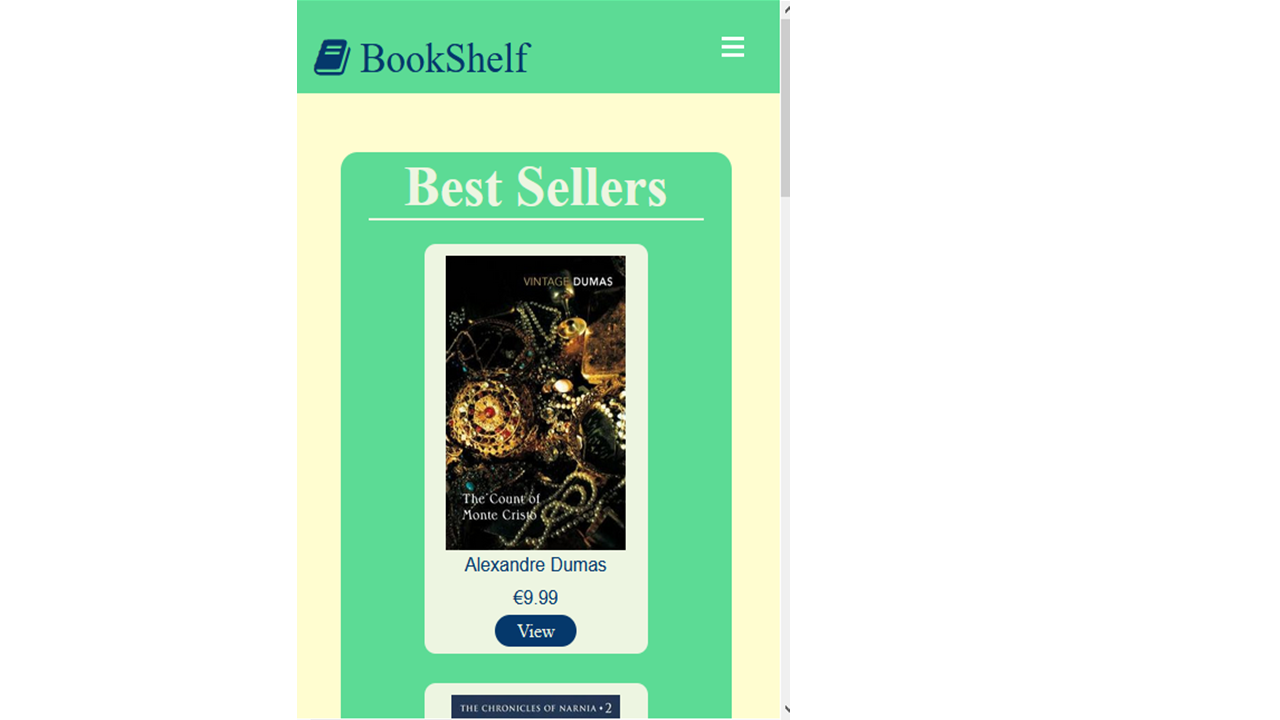 BookShelf
Best Sellers
VINTAGE DUMAS
The Count of
Monte Cristo
Alexandre Dumas
€9.99
View
THE CHRONICLES OF NARNIA • 2